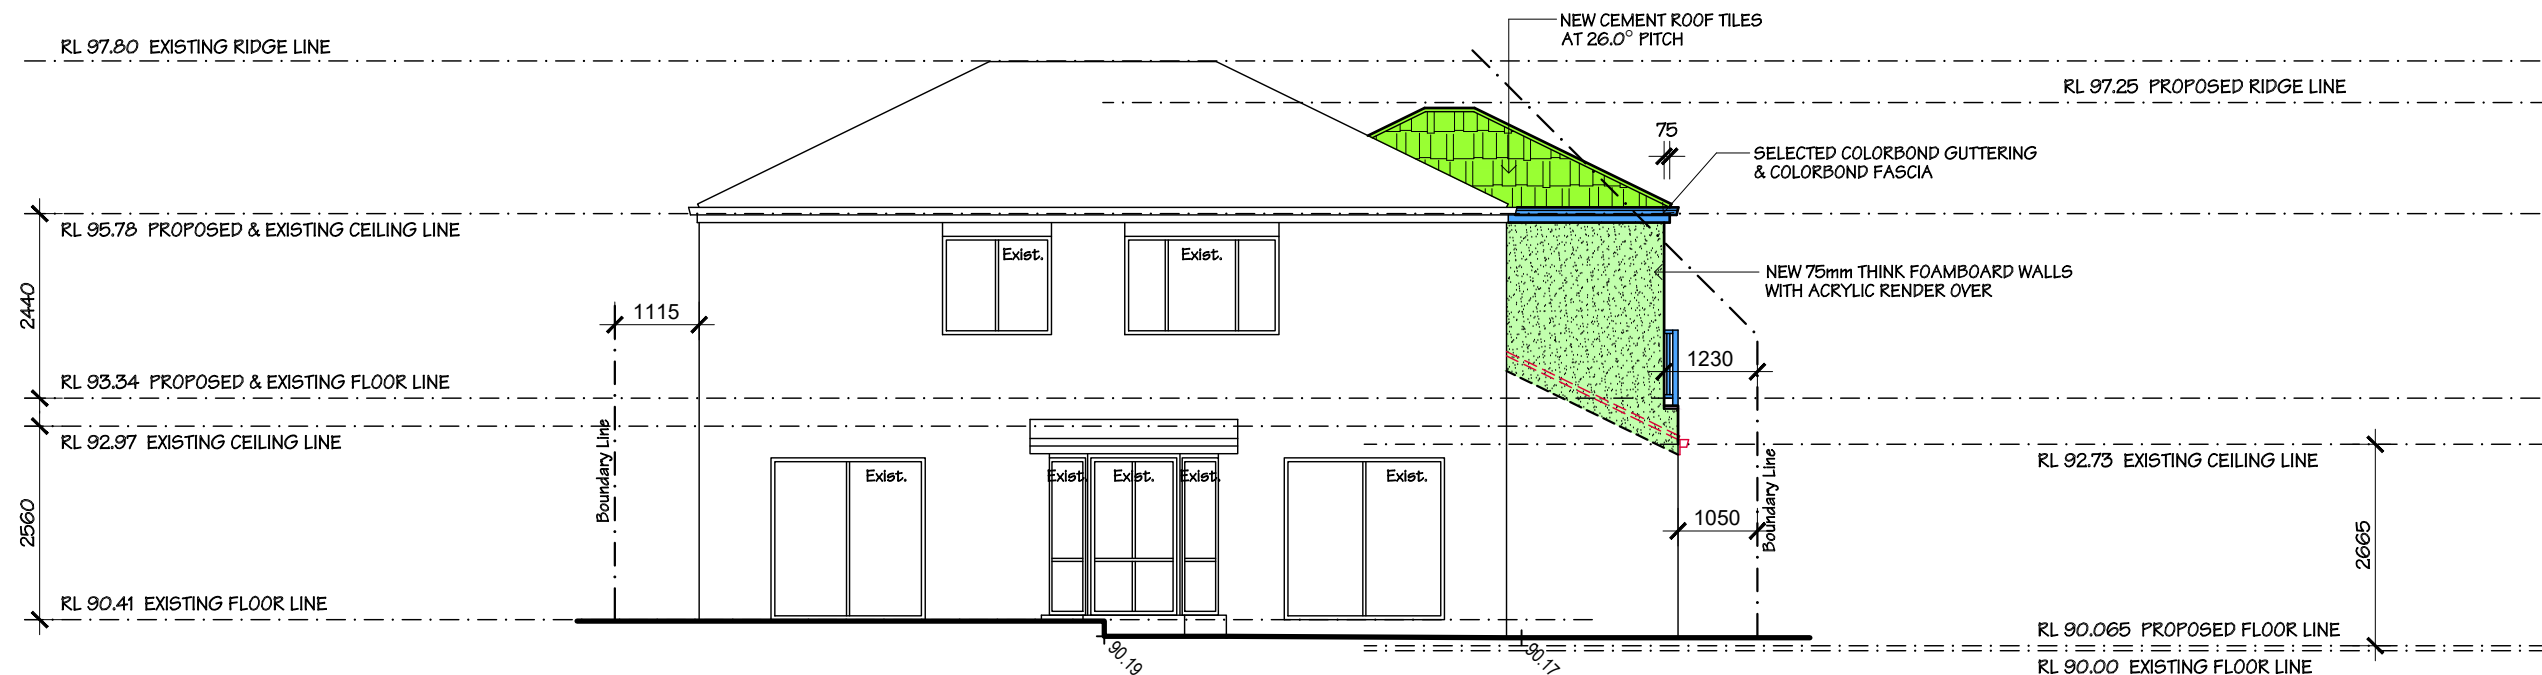 NEW CEMENT ROOF TILES
AT 26.0° PITCH
RL 97.80 EXISTING RIDGE LINE
RL 97.25 PROPOSED RIDGE LINE
75
SELECTED COLORBOND GUTTERING
& COLORBOND FASCIA
RL 95.78 PROPOSED & EXISTING CEILING LINE
Exist.
Exist.
NEW 75mm THINK FOAMBOARD WALLS
WITH ACRYLIC RENDER OVER
2440
1115
1230
RL 93.34 PROPOSED & EXISTING FLOOR LINE
RL 92.97 EXISTING CEILING LINE
Boundary Line
Exist.
Exist.
Exist.
Exist.
Exist.
RL 92.73 EXISTING CEILING LINE
Boundary Line
1050
2560
2665
RL 90.41 EXISTING FLOOR LINE
RL 90.065 PROPOSED FLOOR LINE
90.19
90.17
RL 90.00 EXISTING FLOOR LINE